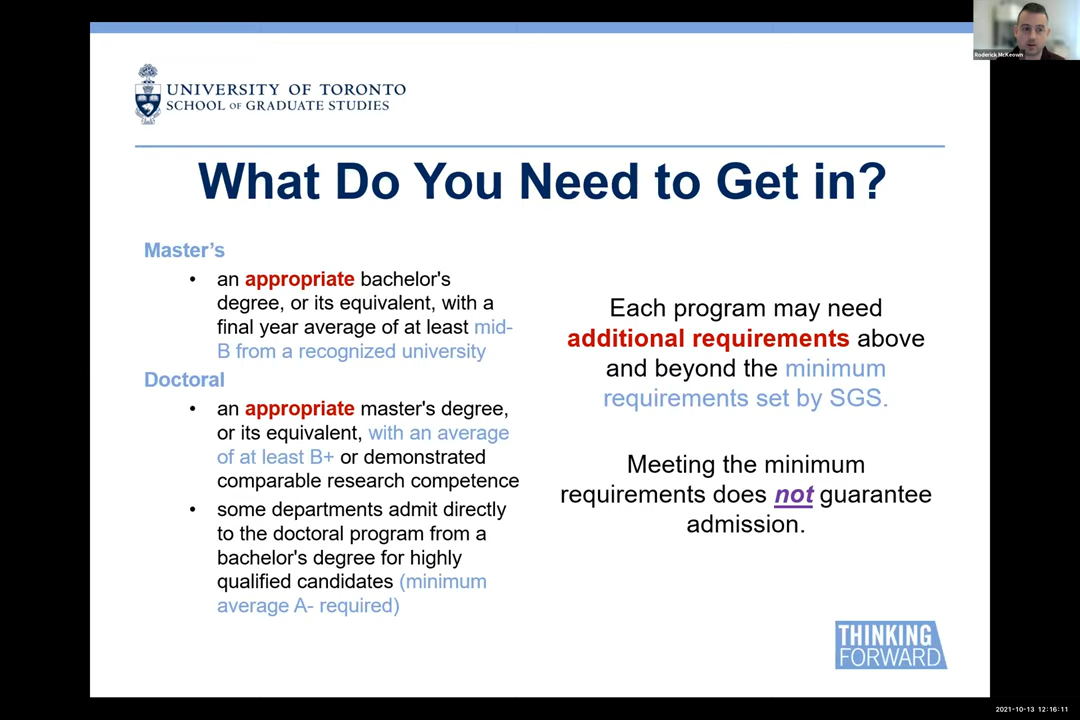 Roderick McKeown
UNIVERSITY OF TORONTO
SCHOOL OF GRADUATE STUDIES
What Do You Need to Get in?
Master's
• an appropriate bachelor's
degree, or its equivalent, with a
final year average of at least mid-
B from a recognized university
Doctoral
• an appropriate master's degree,
or its equivalent, with an average
of at least B+ or demonstrated
comparable research competence
• some departments admit directly
to the doctoral program from a
bachelor's degree for highly
qualified candidates (minimum
average A- required)
Each program may need
additional requirements above
and beyond the minimum
requirements set by SGS.
Meeting the minimum
requirements does not guarantee
admission.
THINKING
FORWARD
2021-10-13 12:16:11